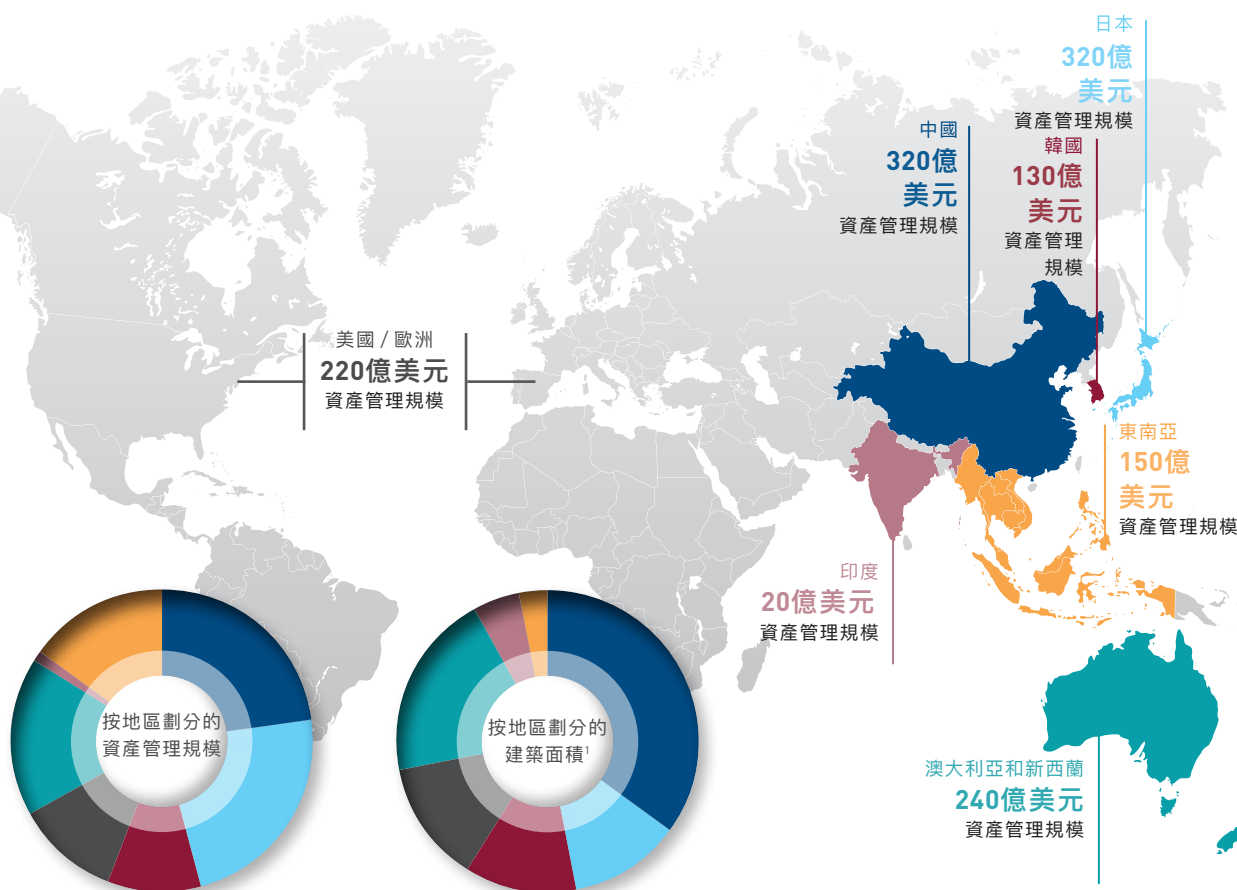 日本
320億
美元
資產管理規模
中國
320億
美元
資產管理規模
韓國
130億
美元
資產管理
規模
美國 / 歐洲
220億美元
資產管理規模
東南亞
150億
美元
資產管理規模
印度
20億美元
資產管理規模
按地區劃分的
資產管理規模
按地區劃分的
建築面積¹
澳大利亞和新西蘭
240億美元
資產管理規模